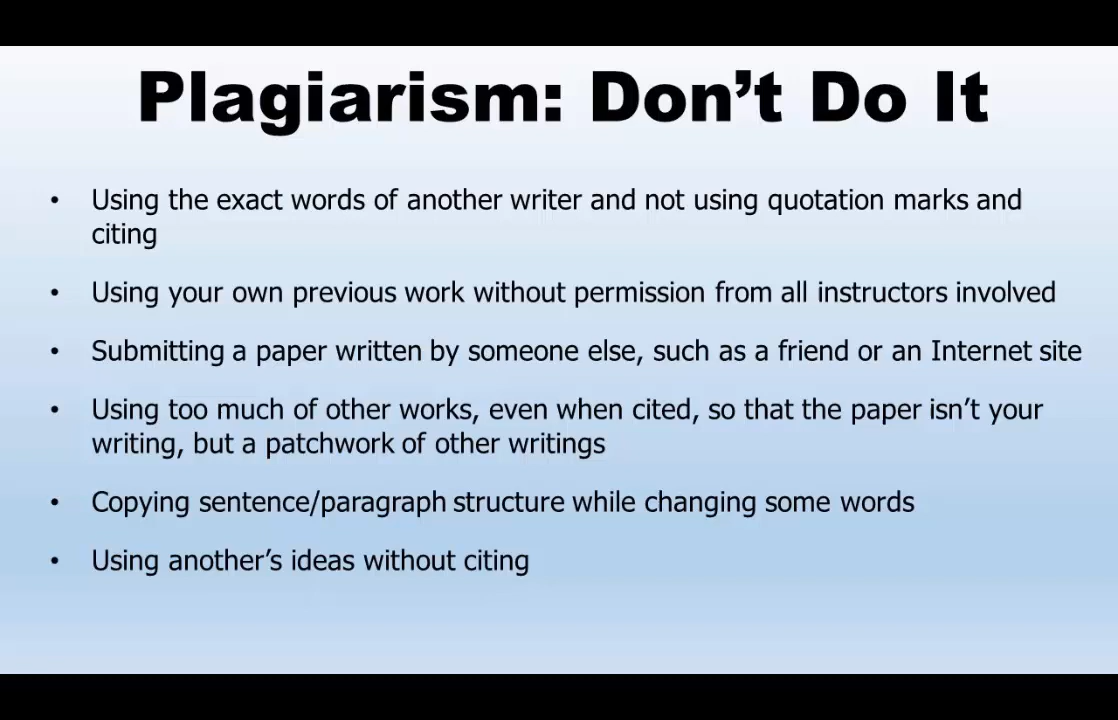 Plagiarism: Don’t Do It
• Using the exact words of another writer and not using quotation marks and
citing
• Using your own previous work without permission from all instructors involved
• Submitting a paper written by someone else, such as a friend or an Internet site
• Using too much of other works, even when cited, so that the paper isn’t your
writing, but a patchwork of other writings
• Copying sentence/paragraph structure while changing some words
• Using another’s ideas without citing